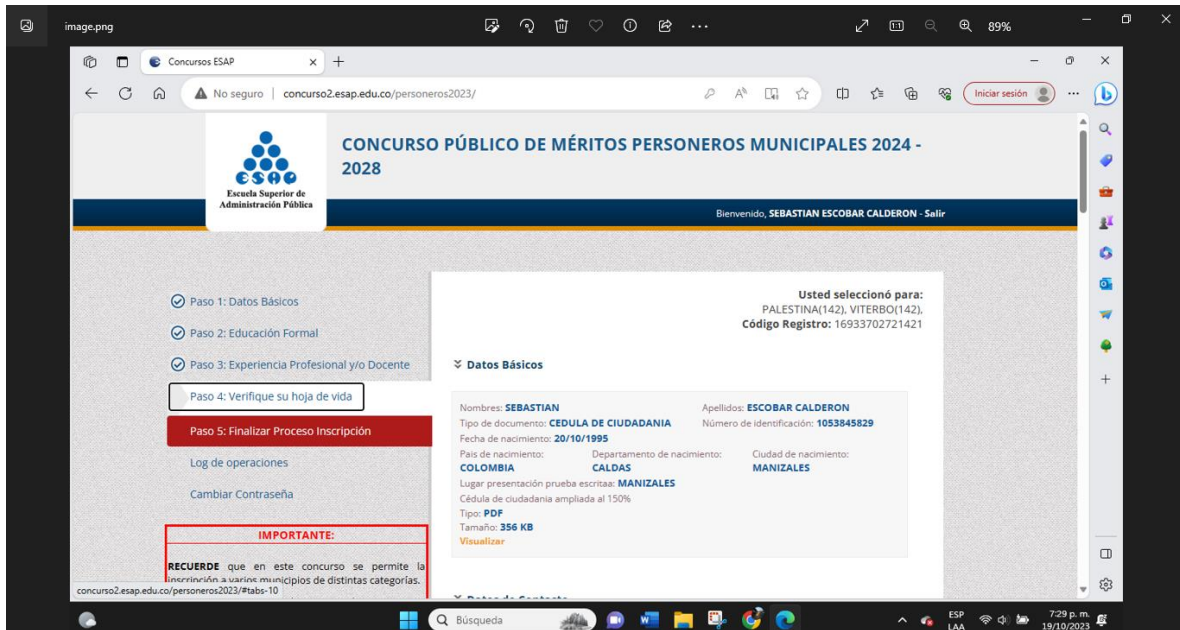 image.png
89%
Concursos ESAP
No seguro | concurso2.esap.edu.co/personeros2023/
Iniciar sesión
esap
Escuela Superior de
Administración Pública
CONCURSO PÚBLICO DE MÉRITOS PERSONEROS MUNICIPALES 2024 -
2028
Bienvenido, SEBASTIAN ESCOBAR CALDERON - Salir
Paso 1: Datos Básicos
Paso 2: Educación Formal
Paso 3: Experiencia Profesional y/o Docente
Paso 4: Verifique su hoja de vida
Paso 5: Finalizar Proceso Inscripción
Log de operaciones
Cambiar Contraseña
IMPORTANTE:
RECUERDE que en este concurso se permite la
inscripción a varios municipios de distintas categorías.
concurso2.esap.edu.co/personeros2023/#tabs-10
Usted seleccionó para:
PALESTINA(142), VITERBO(142),
Código Registro: 16933702721421
Datos Básicos
Nombres: SEBASTIAN Apellidos: ESCOBAR CALDERON
Tipo de documento: CEDULA DE CIUDADANIA Número de identificación: 1053845829
Fecha de nacimiento: 20/10/1995
Pais de nacimiento: Departamento de nacimiento: Ciudad de nacimiento:
COLOMBIA CALDAS MANIZALES
Lugar presentación prueba escritaa: MANIZALES
Cédula de ciudadania ampliada al 150%
Tipo: PDF
Tamaño: 356 KB
Visualizar
Datos de Contacto
Búsqueda
ESP
LAA
7:29 p. m.
19/10/2023